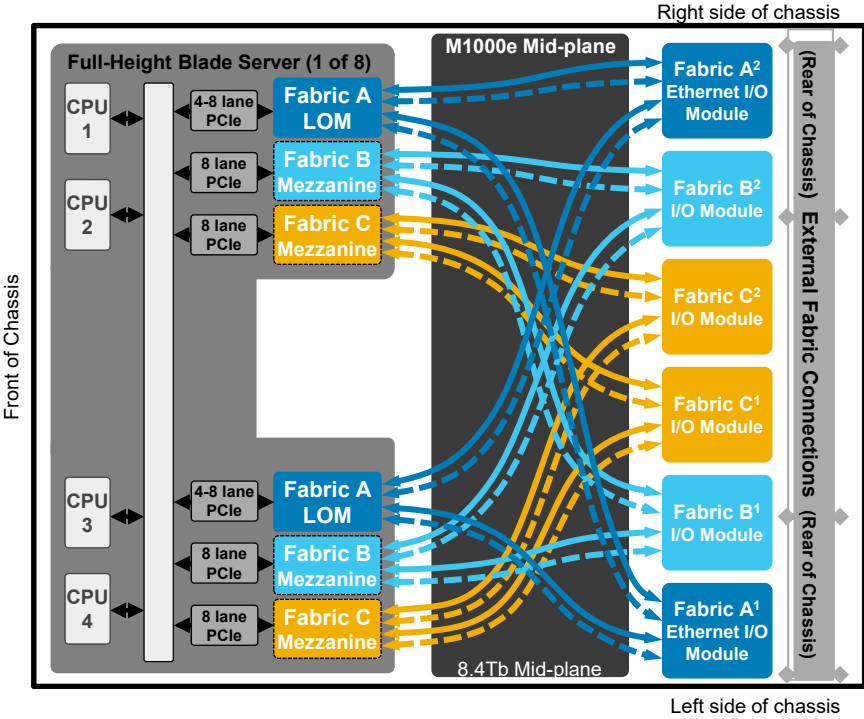 Right side of chassis
M1000e Mid-plane
Full-Height Blade Server (1 of 8)
CPU
1
4-8 lane
PCIe
Fabric A
LOM
8 lane
PCIe
Fabric B
Mezzanine
CPU
2
8 lane
PCIe
Fabric C
Mezzanine
Fabric A2
Ethernet I/O
Module
Fabric B2
I/O Module
Fabric C2
I/O Module
Fabric C1
I/O Module
Fabric B1
I/O Module
Fabric A1
Ethernet I/O
Module
(Rear of Chassis) External Fabric Connections (Rear of Chassis)
Front of Chassis
CPU
3
4-8 lane
PCIe
Fabric A
LOM
8 lane
PCIe
Fabric B
Mezzanine
CPU
4
8 lane
PCIe
Fabric C
Mezzanine
8.4Tb Mid-plane
Left side of chassis